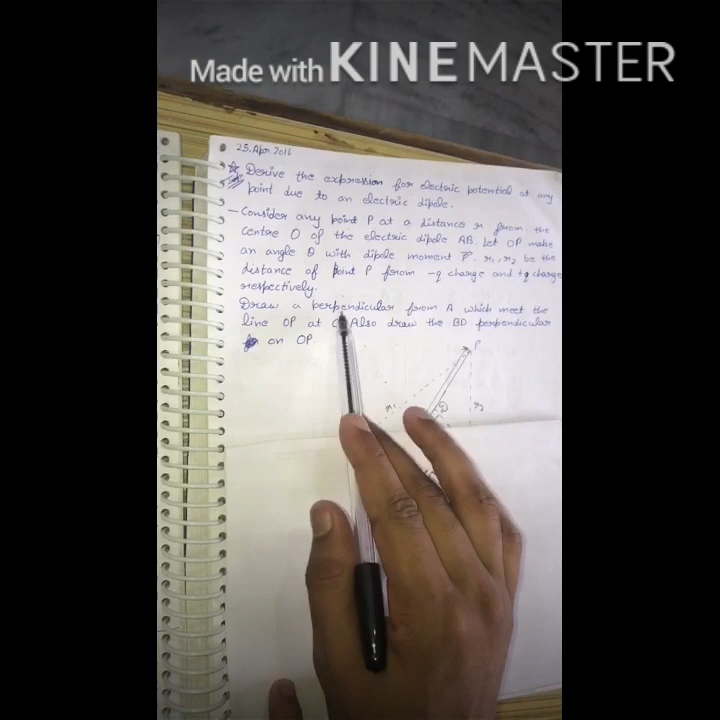 Made with KINEMASTER
25. Apr 2016
Derive the expression for electric potential at any
point due to an electric dipole.
- Consider any point P at a distance r from the
centre O of the electric dipole AB. Let OP make
an angle θ with dipole moment P. r₁, r₂ be the
distance of point P from -q charge and +q charge
respectively.
Draw a perpendicular from A which meet the
line OP at C Also draw the BD perpendicular
on OP.
P
r₁
D
r₂